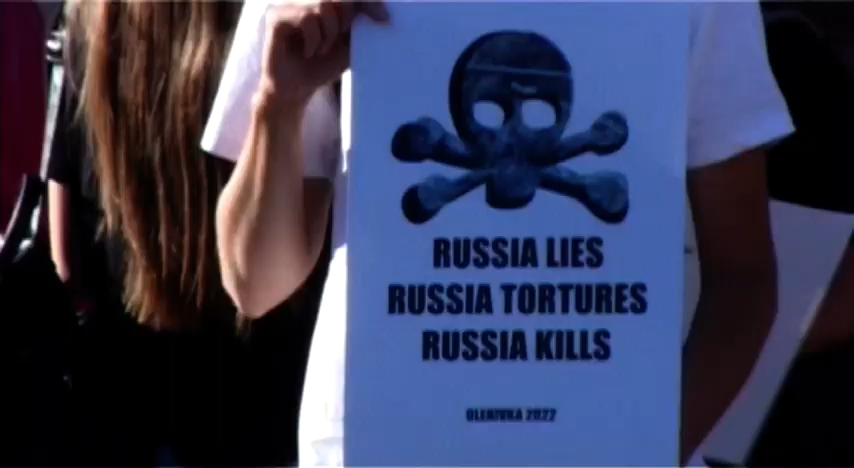 RUSSIA LIES
RUSSIA TORTURES
RUSSIA KILLS
OLENIVKA 2022